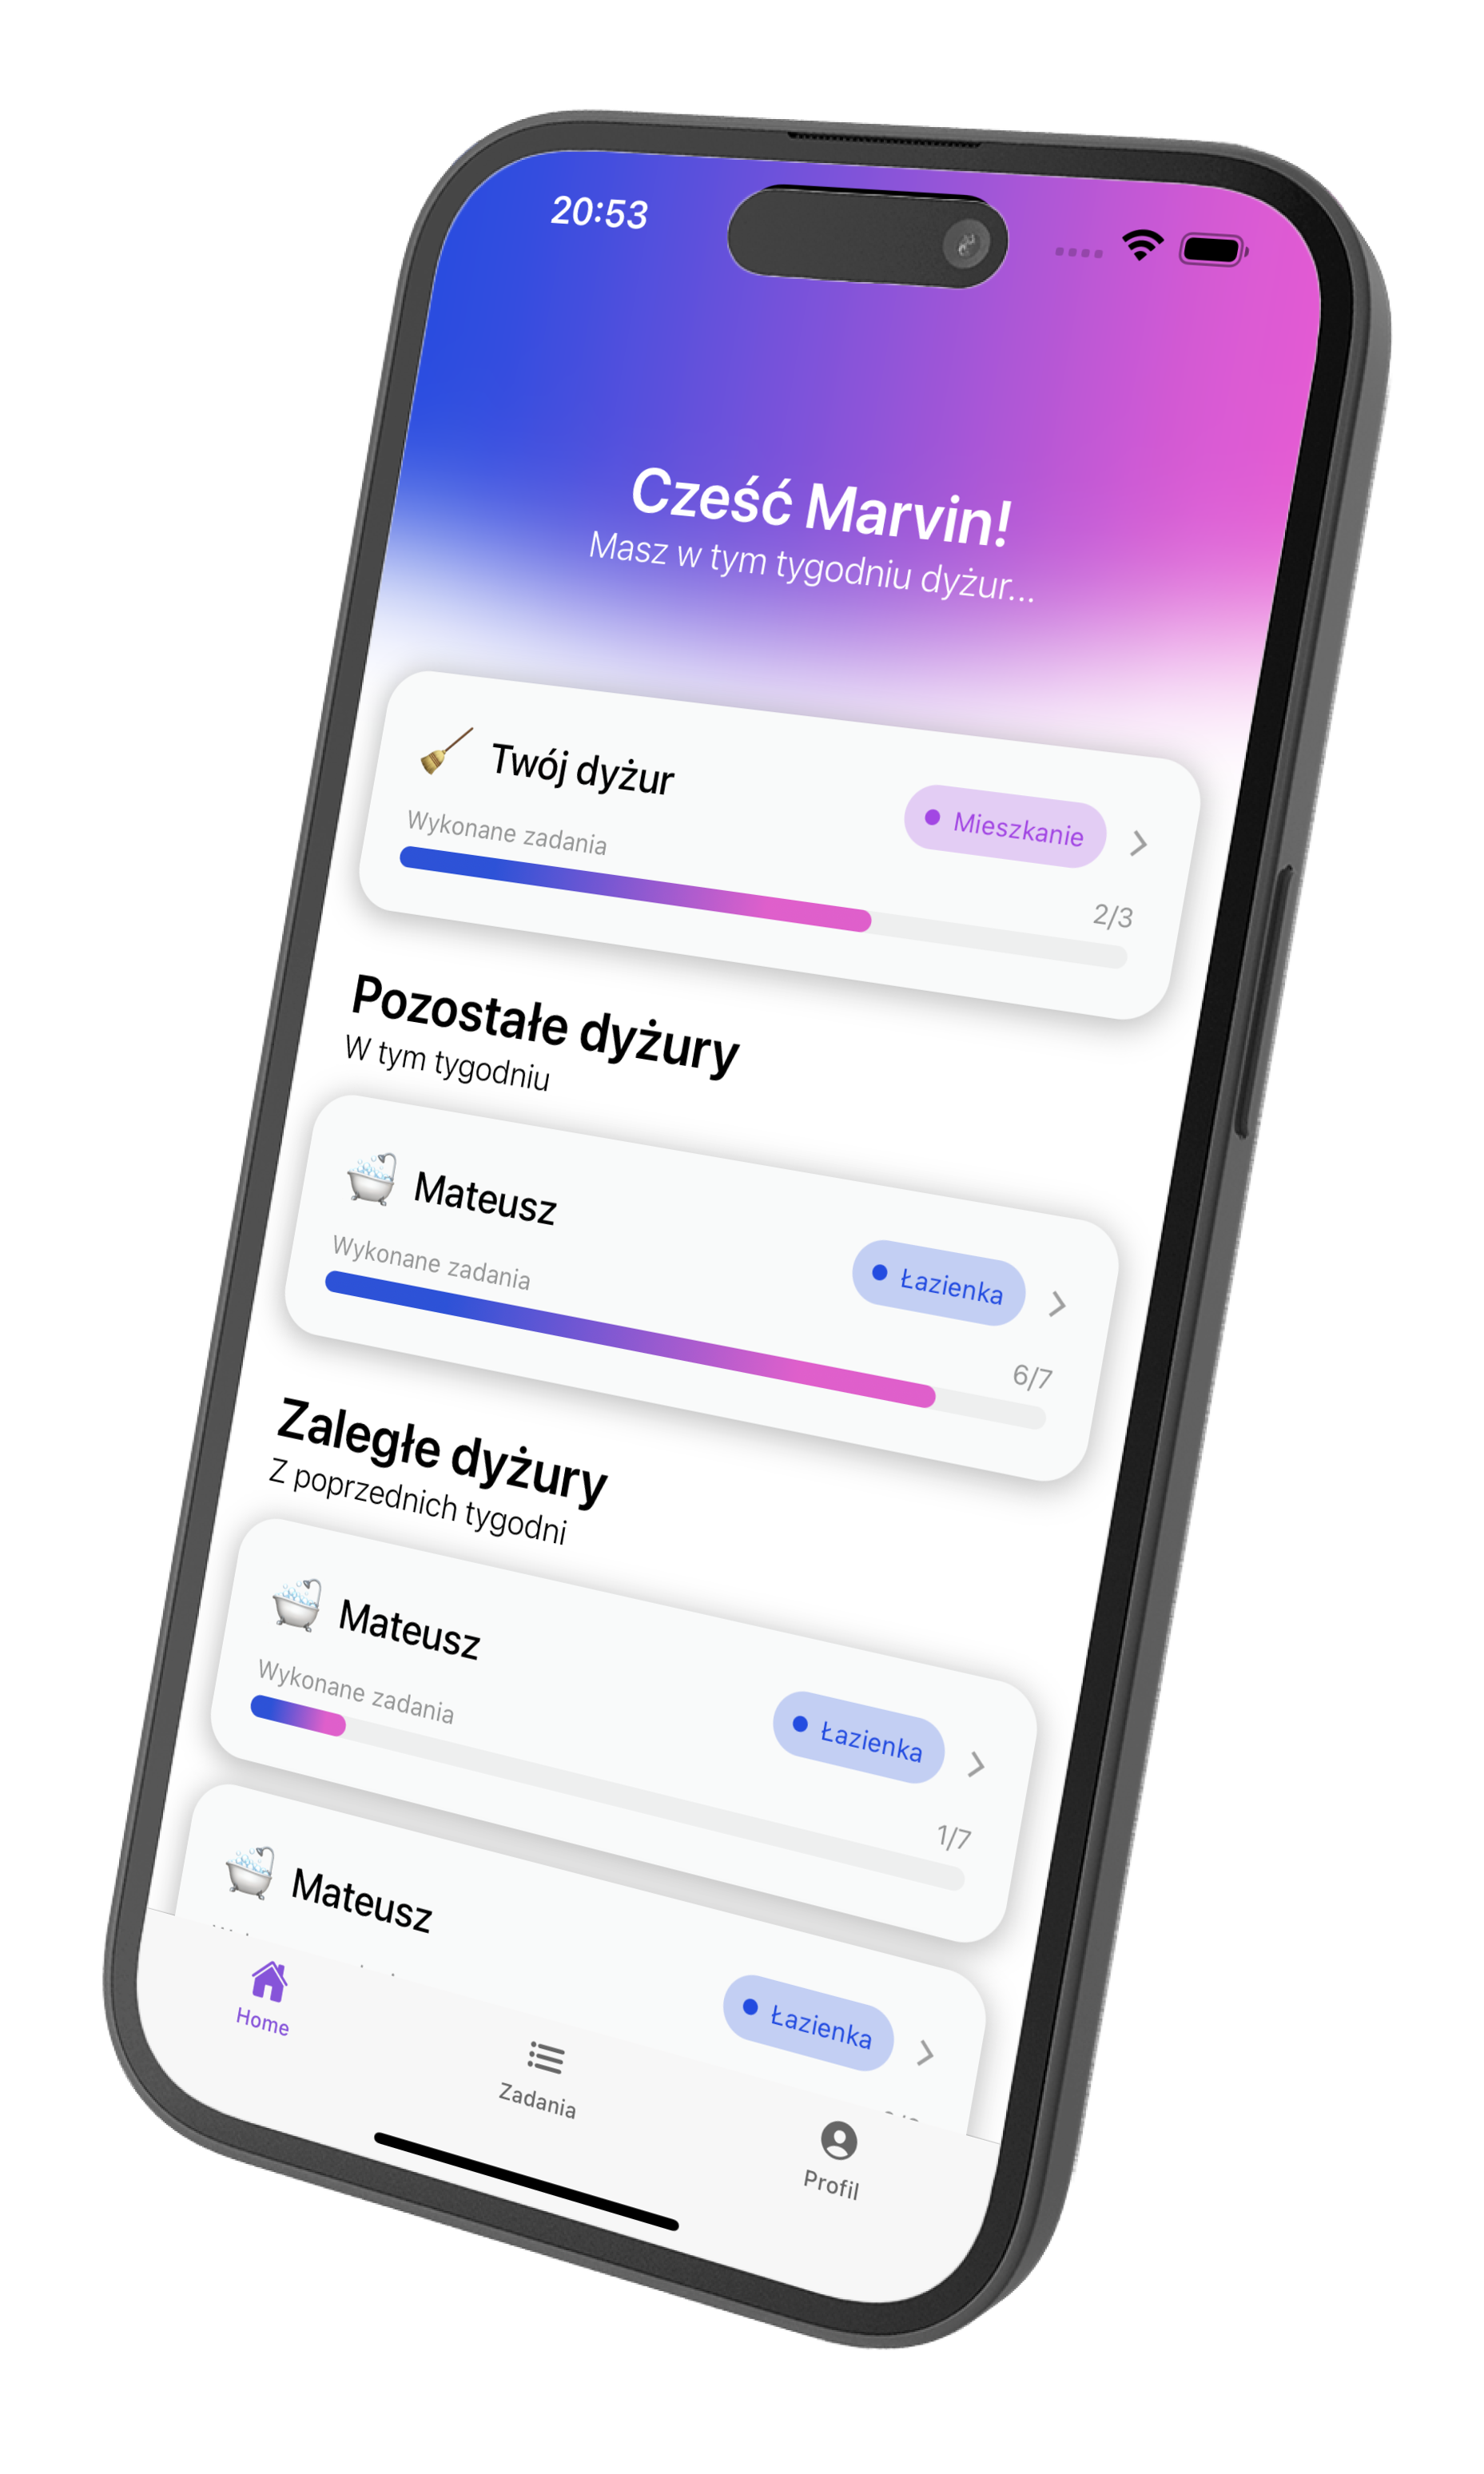 20:53
Cześć Marvin!
Masz w tym tygodniu dyżur...
Twój dyżur
Mieszkanie
Wykonane zadania
2/3
Pozostałe dyżury
W tym tygodniu
Mateusz
Łazienka
Wykonane zadania
6/7
Zaległe dyżury
Z poprzednich tygodni
Mateusz
Łazienka
Wykonane zadania
1/7
Mateusz
Łazienka
Home
Zadania
Profil